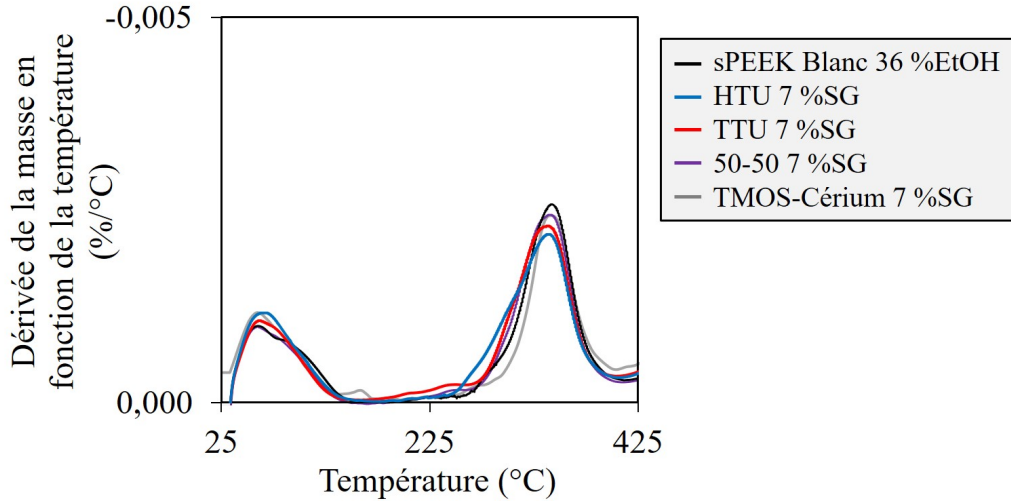 -0,005
Dérivée de la masse en
fonction de la température
(%/°C)
0,000
25
225
425
Température (°C)
sPEEK Blanc 36 %EtOH
HTU 7 %SG
TTU 7 %SG
50-50 7 %SG
TMOS-Cérium 7 %SG